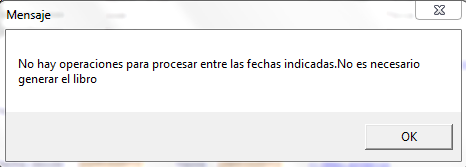 Mensaje
No hay operaciones para procesar entre las fechas indicadas.No es necesario
generar el libro
OK